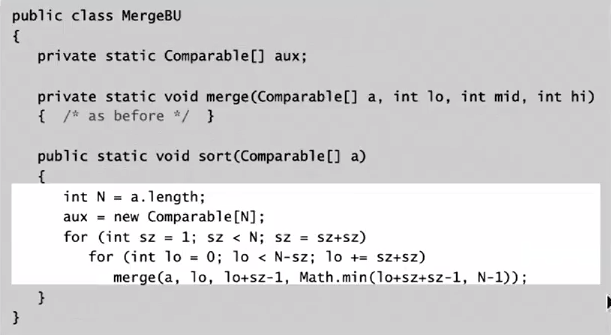 public class MergeBU
{
   private static Comparable[] aux;

   private static void merge(Comparable[] a, int lo, int mid, int hi)
   {  /* as before */  }

   public static void sort(Comparable[] a)
   {
      int N = a.length;
      aux = new Comparable[N];
      for (int sz = 1; sz < N; sz = sz+sz)
         for (int lo = 0; lo < N-sz; lo += sz+sz)
            merge(a, lo, lo+sz-1, Math.min(lo+sz+sz-1, N-1));
   }
}